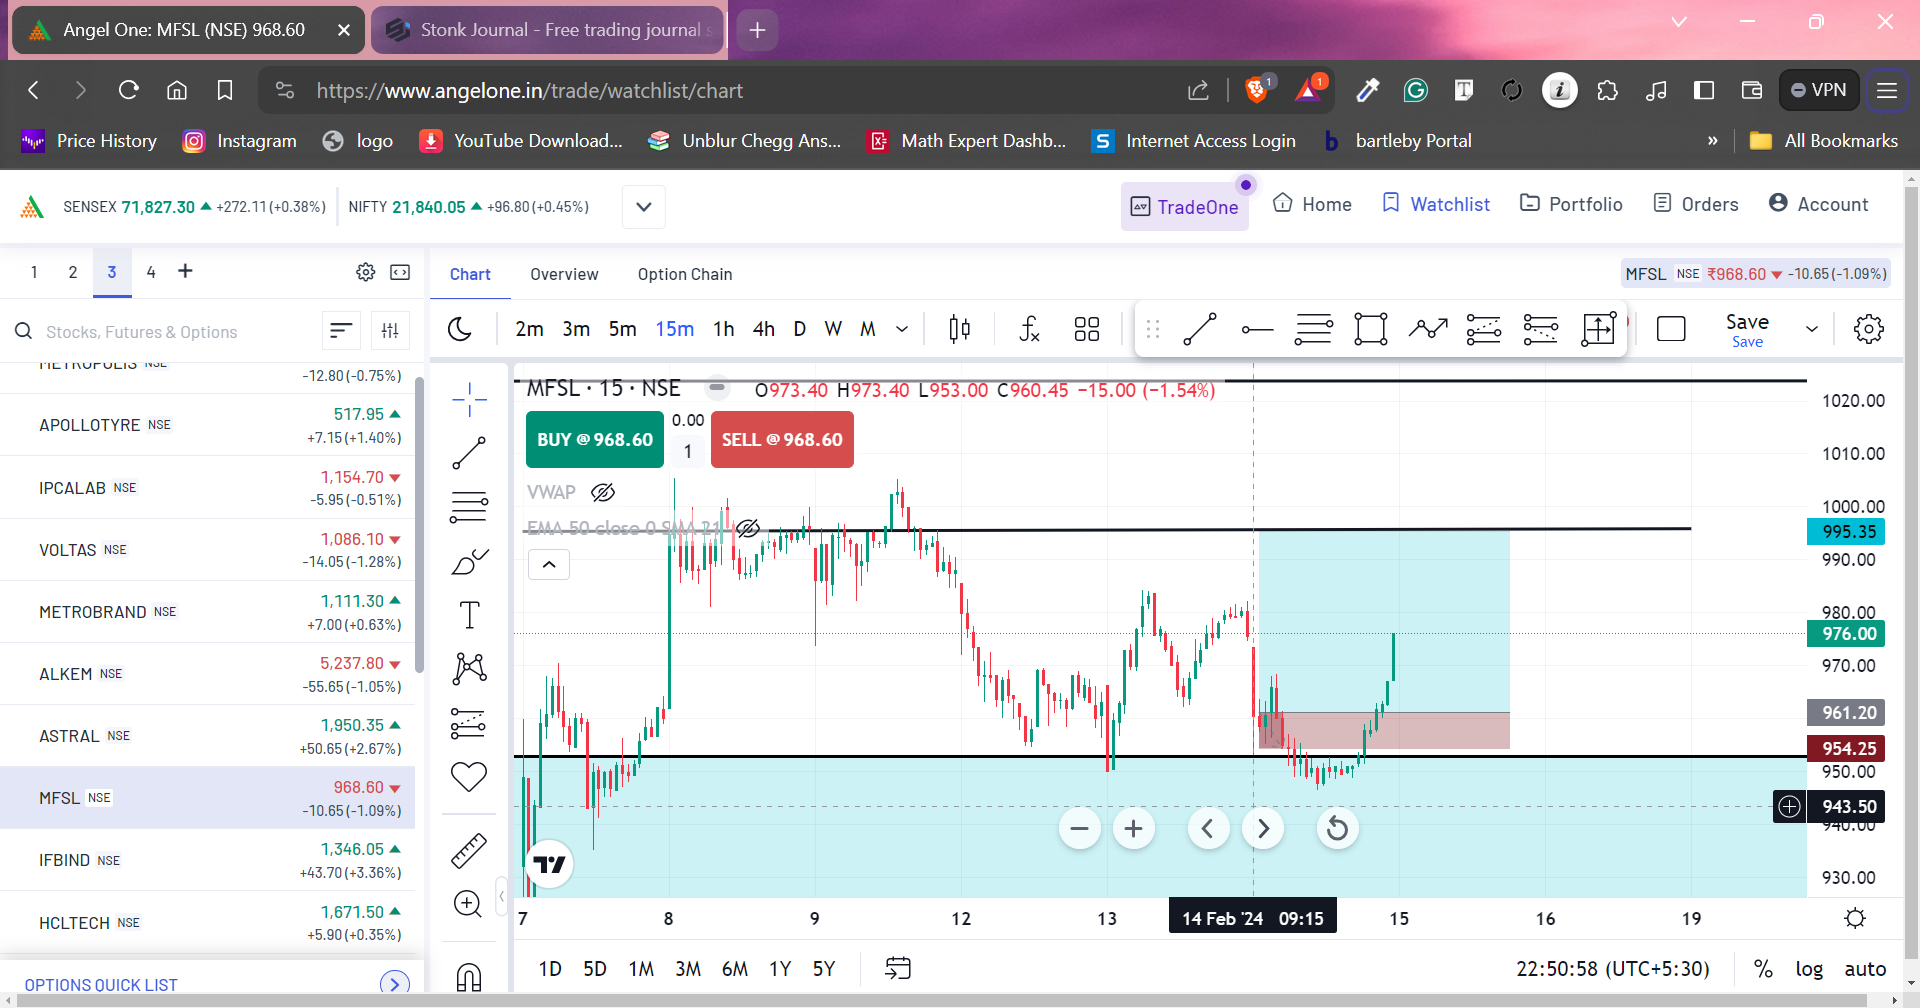 Angel One: MFSL (NSE) 968.60
Stonk Journal - Free trading journal s
https://www.angelone.in/trade/watchlist/chart
1
1
VPN
Price History
Instagram
logo
YouTube Download...
Unblur Chegg Ans...
Math Expert Dashb...
Internet Access Login
bartleby Portal
»
All Bookmarks
SENSEX 71,827.30 +272.11 (+0.38%)
NIFTY 21,840.05 +96.80 (+0.45%)
TradeOne
Home
Watchlist
Portfolio
Orders
Account
1 2 3 4 +
Chart Overview Option Chain
MFSL NSE ₹968.60 -10.65 (-1.09%)
Stocks, Futures & Options
2m 3m 5m 15m 1h 4h D W M
Save
Save
METROPOLIS NSE
-12.80 (-0.75%)
APOLLOTYRE NSE
517.95
+7.15 (+1.40%)
IPCALAB NSE
1,154.70
-5.95 (-0.51%)
VOLTAS NSE
1,086.10
-14.05 (-1.28%)
METROBRAND NSE
1,111.30
+7.00 (+0.63%)
ALKEM NSE
5,237.80
-55.65 (-1.05%)
ASTRAL NSE
1,950.35
+50.65 (+2.67%)
MFSL NSE
968.60
-10.65 (-1.09%)
IFBIND NSE
1,346.05
+43.70 (+3.36%)
HCLTECH NSE
1,671.50
+5.90 (+0.35%)
OPTIONS QUICK LIST
MFSL · 15 · NSE
O973.40 H973.40 L953.00 C960.45 −15.00 (−1.54%)
BUY @ 968.60
0.00
1
SELL @ 968.60
VWAP
EMA 50 close 0 SMA 21
1020.00
1010.00
1000.00
995.35
990.00
980.00
976.00
970.00
961.20
954.25
950.00
943.50
940.00
930.00
7 8 9 12 13 14 Feb '24 09:15 15 16 19
1D 5D 1M 3M 6M 1Y 5Y
22:50:58 (UTC+5:30)
% log auto